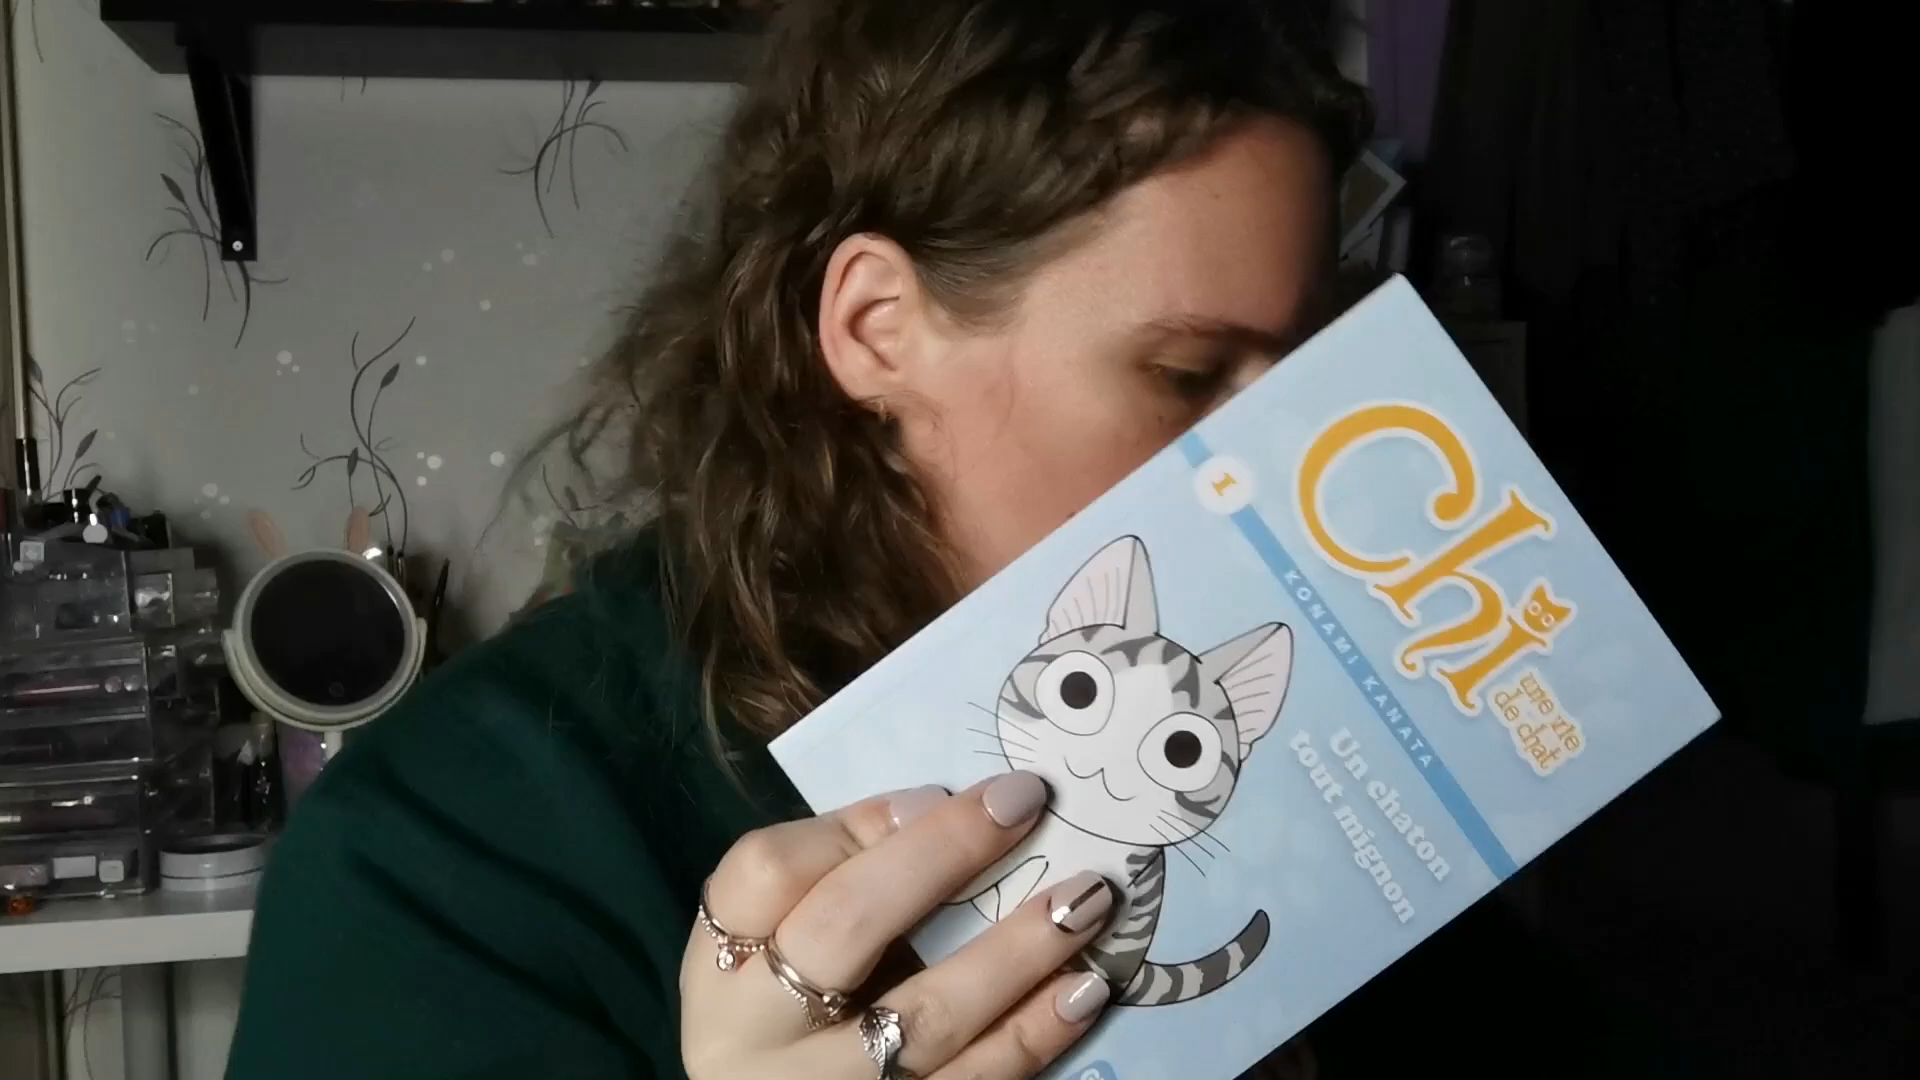 Chi
une vie
de chat
1
KONAMI KANATA
Un chaton
tout mignon